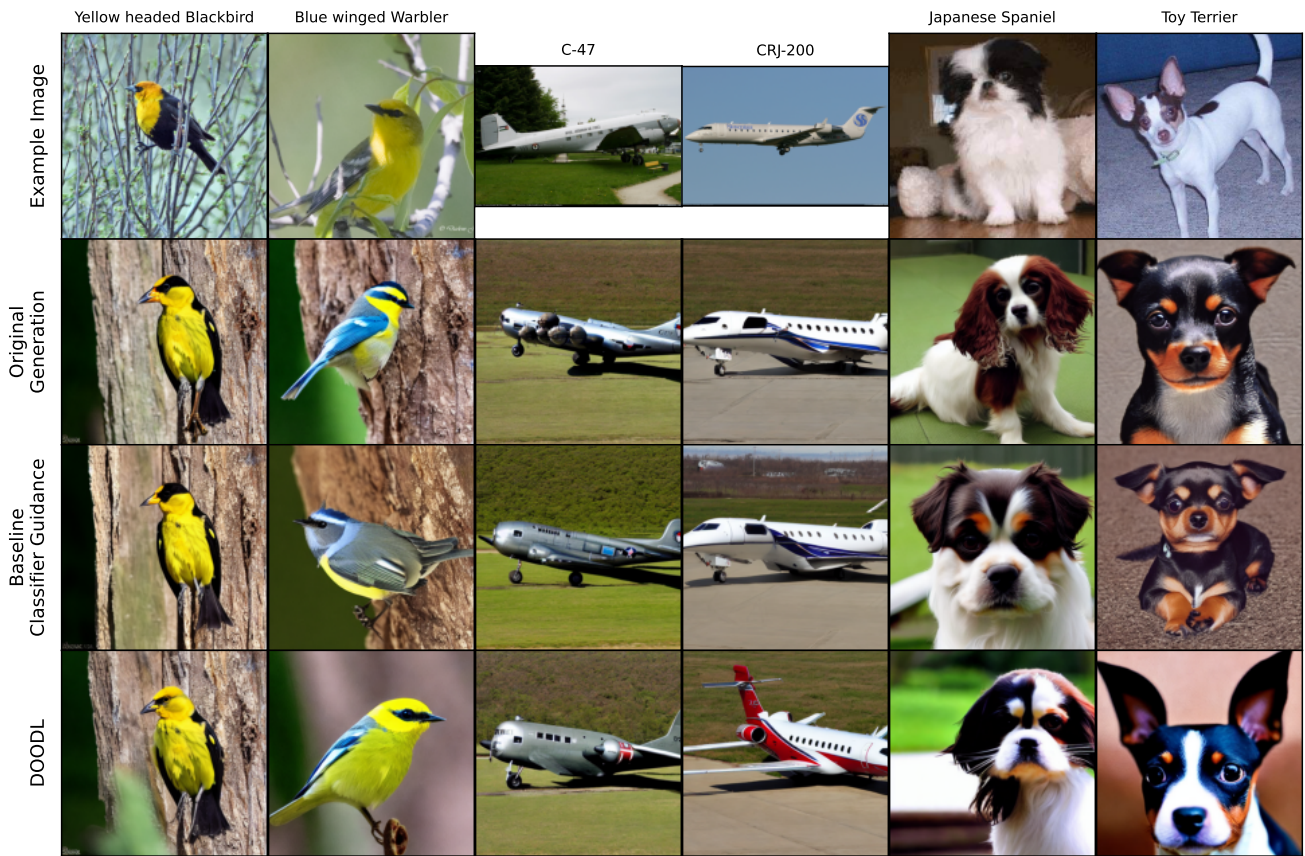 Yellow headed Blackbird
Blue winged Warbler
C-47
CRJ-200
Japanese Spaniel
Toy Terrier
Example Image
Original
Generation
Baseline
Classifier Guidance
DOODL